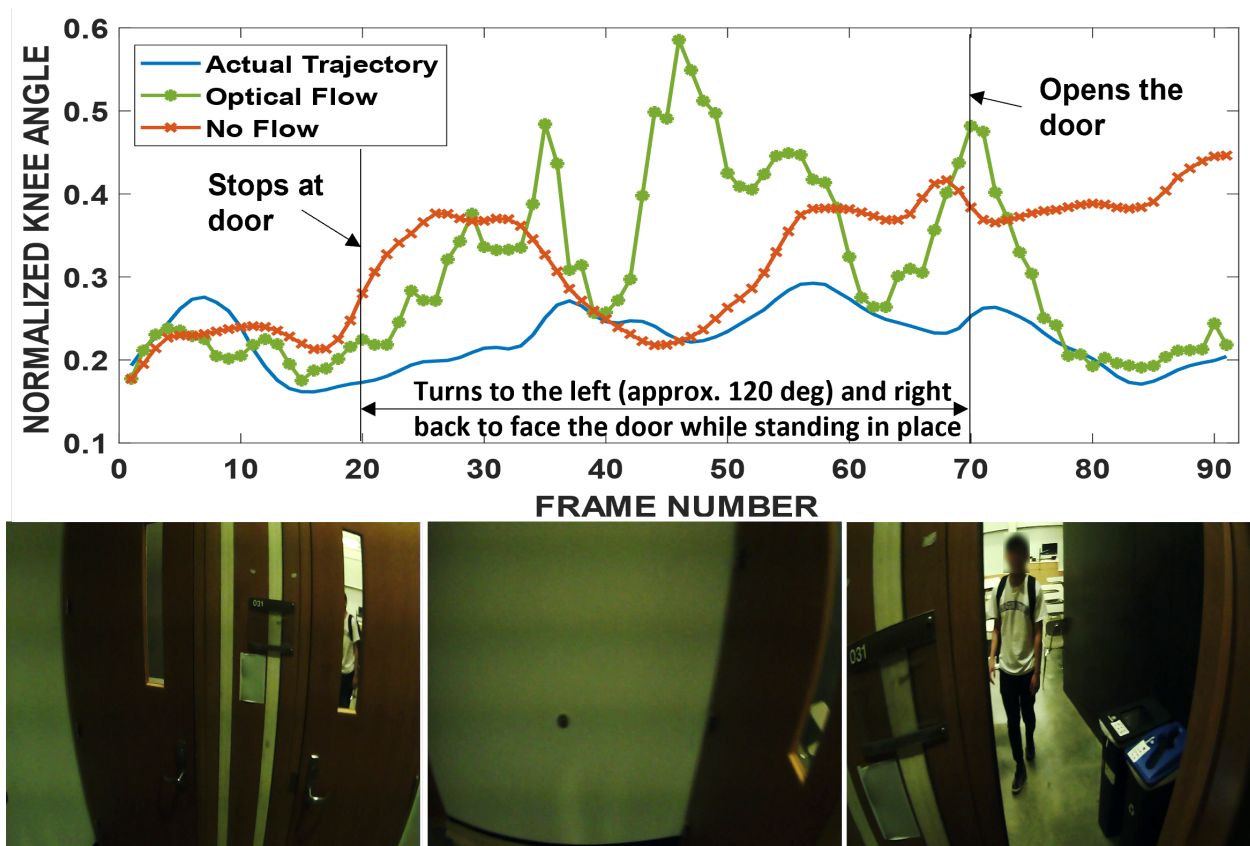 NORMALIZED KNEE ANGLE
0.6
0.5
0.4
0.3
0.2
0.1
Actual Trajectory
Optical Flow
No Flow
Stops at
door
Opens the
door
Turns to the left (approx. 120 deg) and right
back to face the door while standing in place
0 10 20 30 40 50 60 70 80 90
FRAME NUMBER
031
031